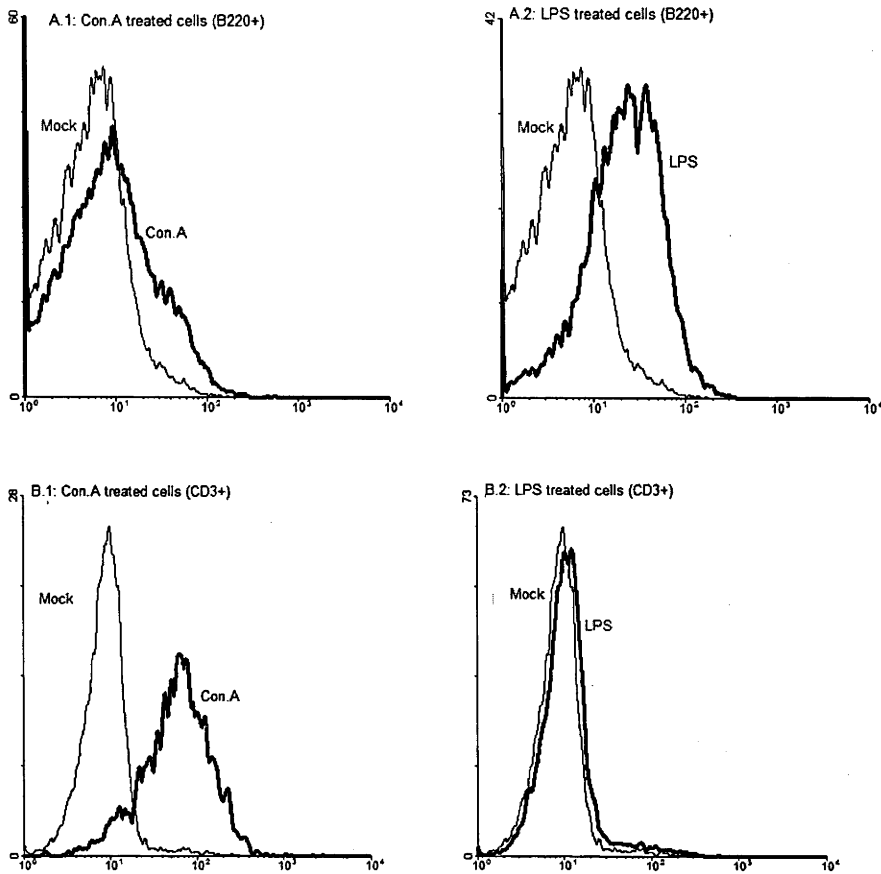 60
A.1: Con.A treated cells (B220+)
Mock
Con.A
0
10⁰ 10¹ 10² 10³ 10⁴
42
A.2: LPS treated cells (B220+)
Mock
LPS
0
10⁰ 10¹ 10² 10³ 10⁴
28
B.1: Con.A treated cells (CD3+)
Mock
Con.A
0
10⁰ 10¹ 10² 10³ 10⁴
73
B.2: LPS treated cells (CD3+)
Mock
LPS
0
10⁰ 10¹ 10² 10³ 10⁴